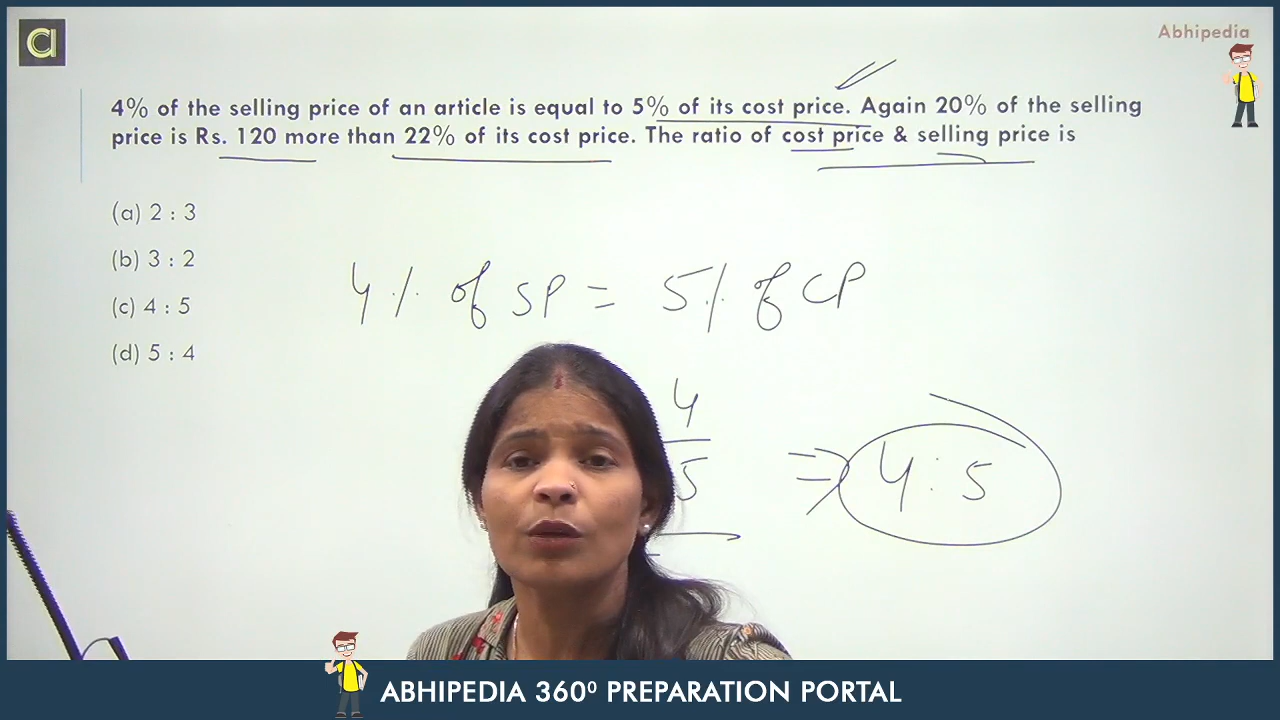 Abhipedia
4% of the selling price of an article is equal to 5% of its cost price. Again 20% of the selling
price is Rs. 120 more than 22% of its cost price. The ratio of cost price & selling price is
(a) 2 : 3
(b) 3 : 2
(c) 4 : 5
(d) 5 : 4
4% of SP = 5% of CP
4
5
⇒ 4:5
ABHIPEDIA 360⁰ PREPARATION PORTAL